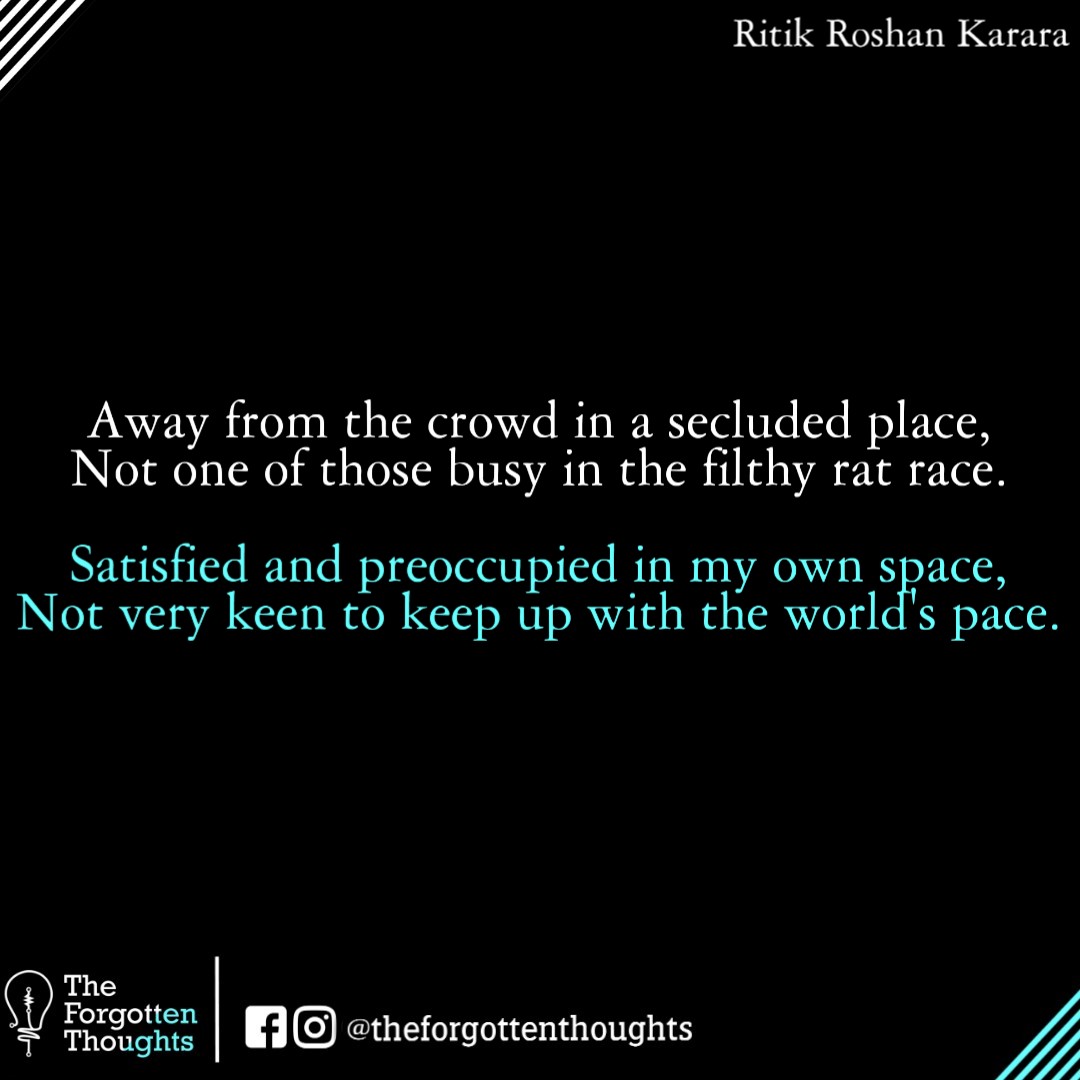 Ritik Roshan Karara
Away from the crowd in a secluded place,
Not one of those busy in the filthy rat race.
Satisfied and preoccupied in my own space,
Not very keen to keep up with the world's pace.
The
Forgotten
Thoughts
@theforgottenthoughts